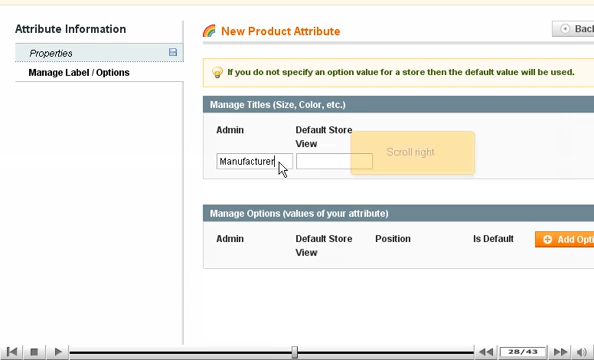 Attribute Information
Properties
Manage Label / Options
New Product Attribute
Back
If you do not specify an option value for a store then the default value will be used.
Manage Titles (Size, Color, etc.)
Admin
Default Store
View
Manufacturer
Scroll right
Manage Options (values of your attribute)
Admin
Default Store
View
Position
Is Default
Add Opti
28/43